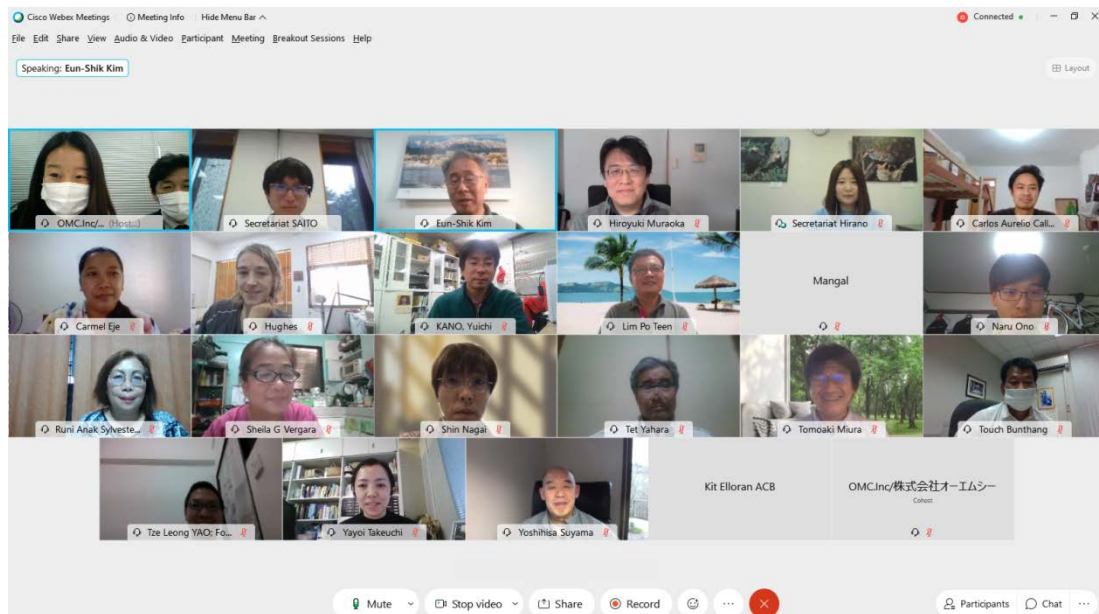 Cisco Webex Meetings Meeting Info Hide Menu Bar
Connected
File Edit Share View Audio & Video Participant Meeting Breakout Sessions Help
Speaking: Eun-Shik Kim
Layout
OMC.Inc/... (Host...)
Secretariat SAITO
Eun-Shik Kim
Hiroyuki Muraoka
Secretariat Hirano
Carlos Aurelio Call...
Carmel Eje
Hughes
KANO, Yuichi
Lim Po Teen
Mangal
Naru Ono
Runi Anak Sylveste...
Sheila G Vergara
Shin Nagai
Tet Yahara
Tomoaki Miura
Touch Bunthang
Tze Leong YAO; Fo...
Yayoi Takeuchi
Yoshihisa Suyama
Kit Elloran ACB
OMC.Inc/株式会社オーエムシー
Cohost
Mute Stop video Share Record
Participants Chat